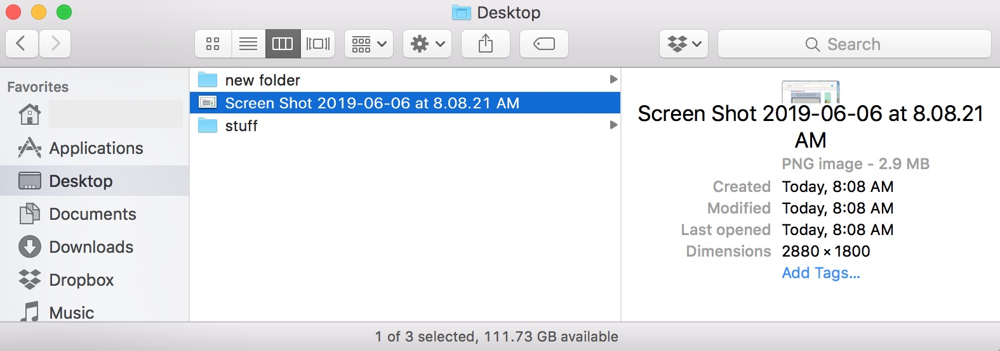 Desktop
Search
Favorites
Applications
Desktop
Documents
Downloads
Dropbox
Music
new folder
Screen Shot 2019-06-06 at 8.08.21 AM
stuff
Screen Shot 2019-06-06 at 8.08.21
AM
PNG image - 2.9 MB
Created Today, 8:08 AM
Modified Today, 8:08 AM
Last opened Today, 8:08 AM
Dimensions 2880 × 1800
Add Tags...
1 of 3 selected, 111.73 GB available